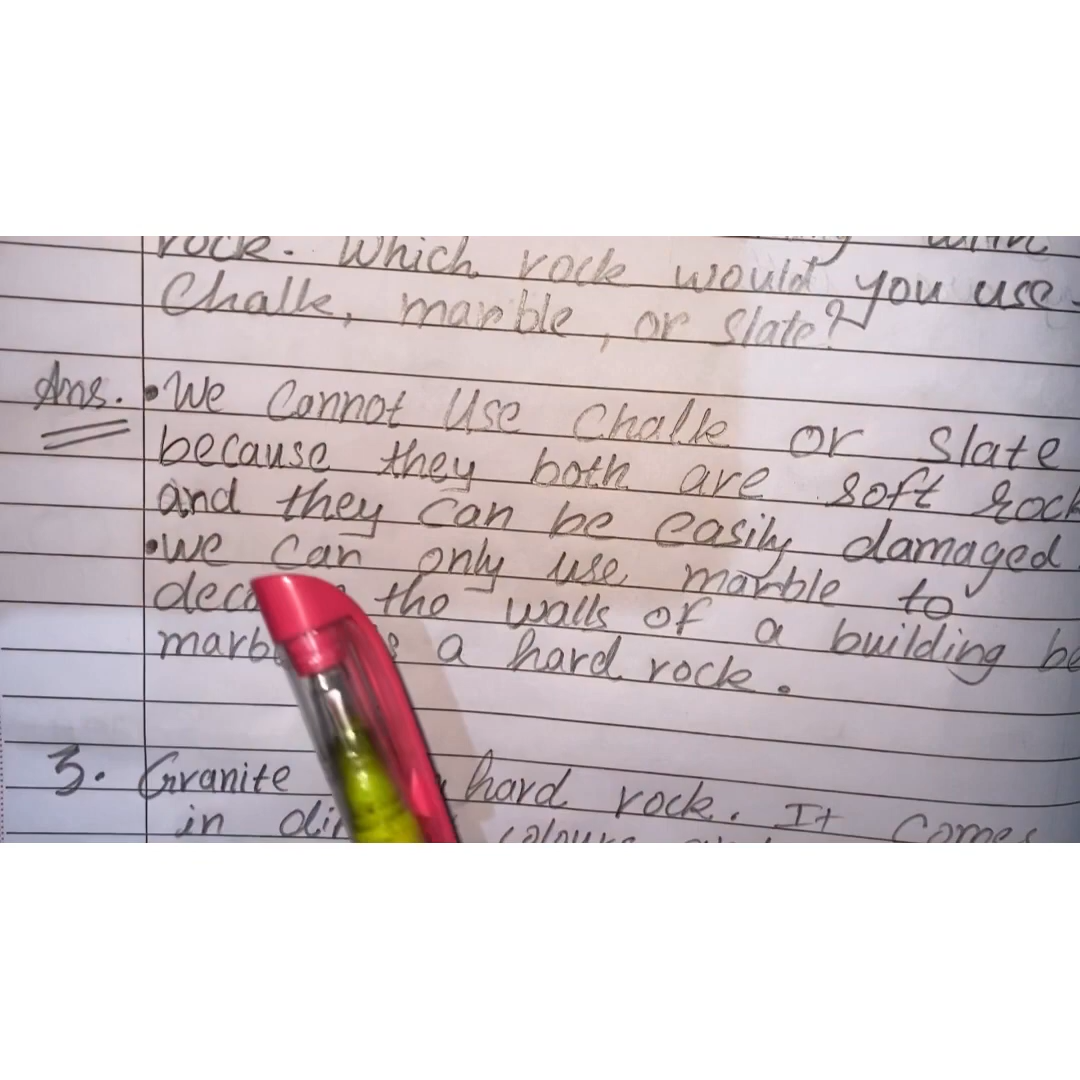 rock. Which rock would you use -
Chalk, marble, or Slate?
Ans. •We Cannot Use Chalk or Slate
because they both are soft rock
and they can be easily damaged
•We can only use marble to
the walls of a building
a hard rock.
3. Granite hard rock. It comes
in colours